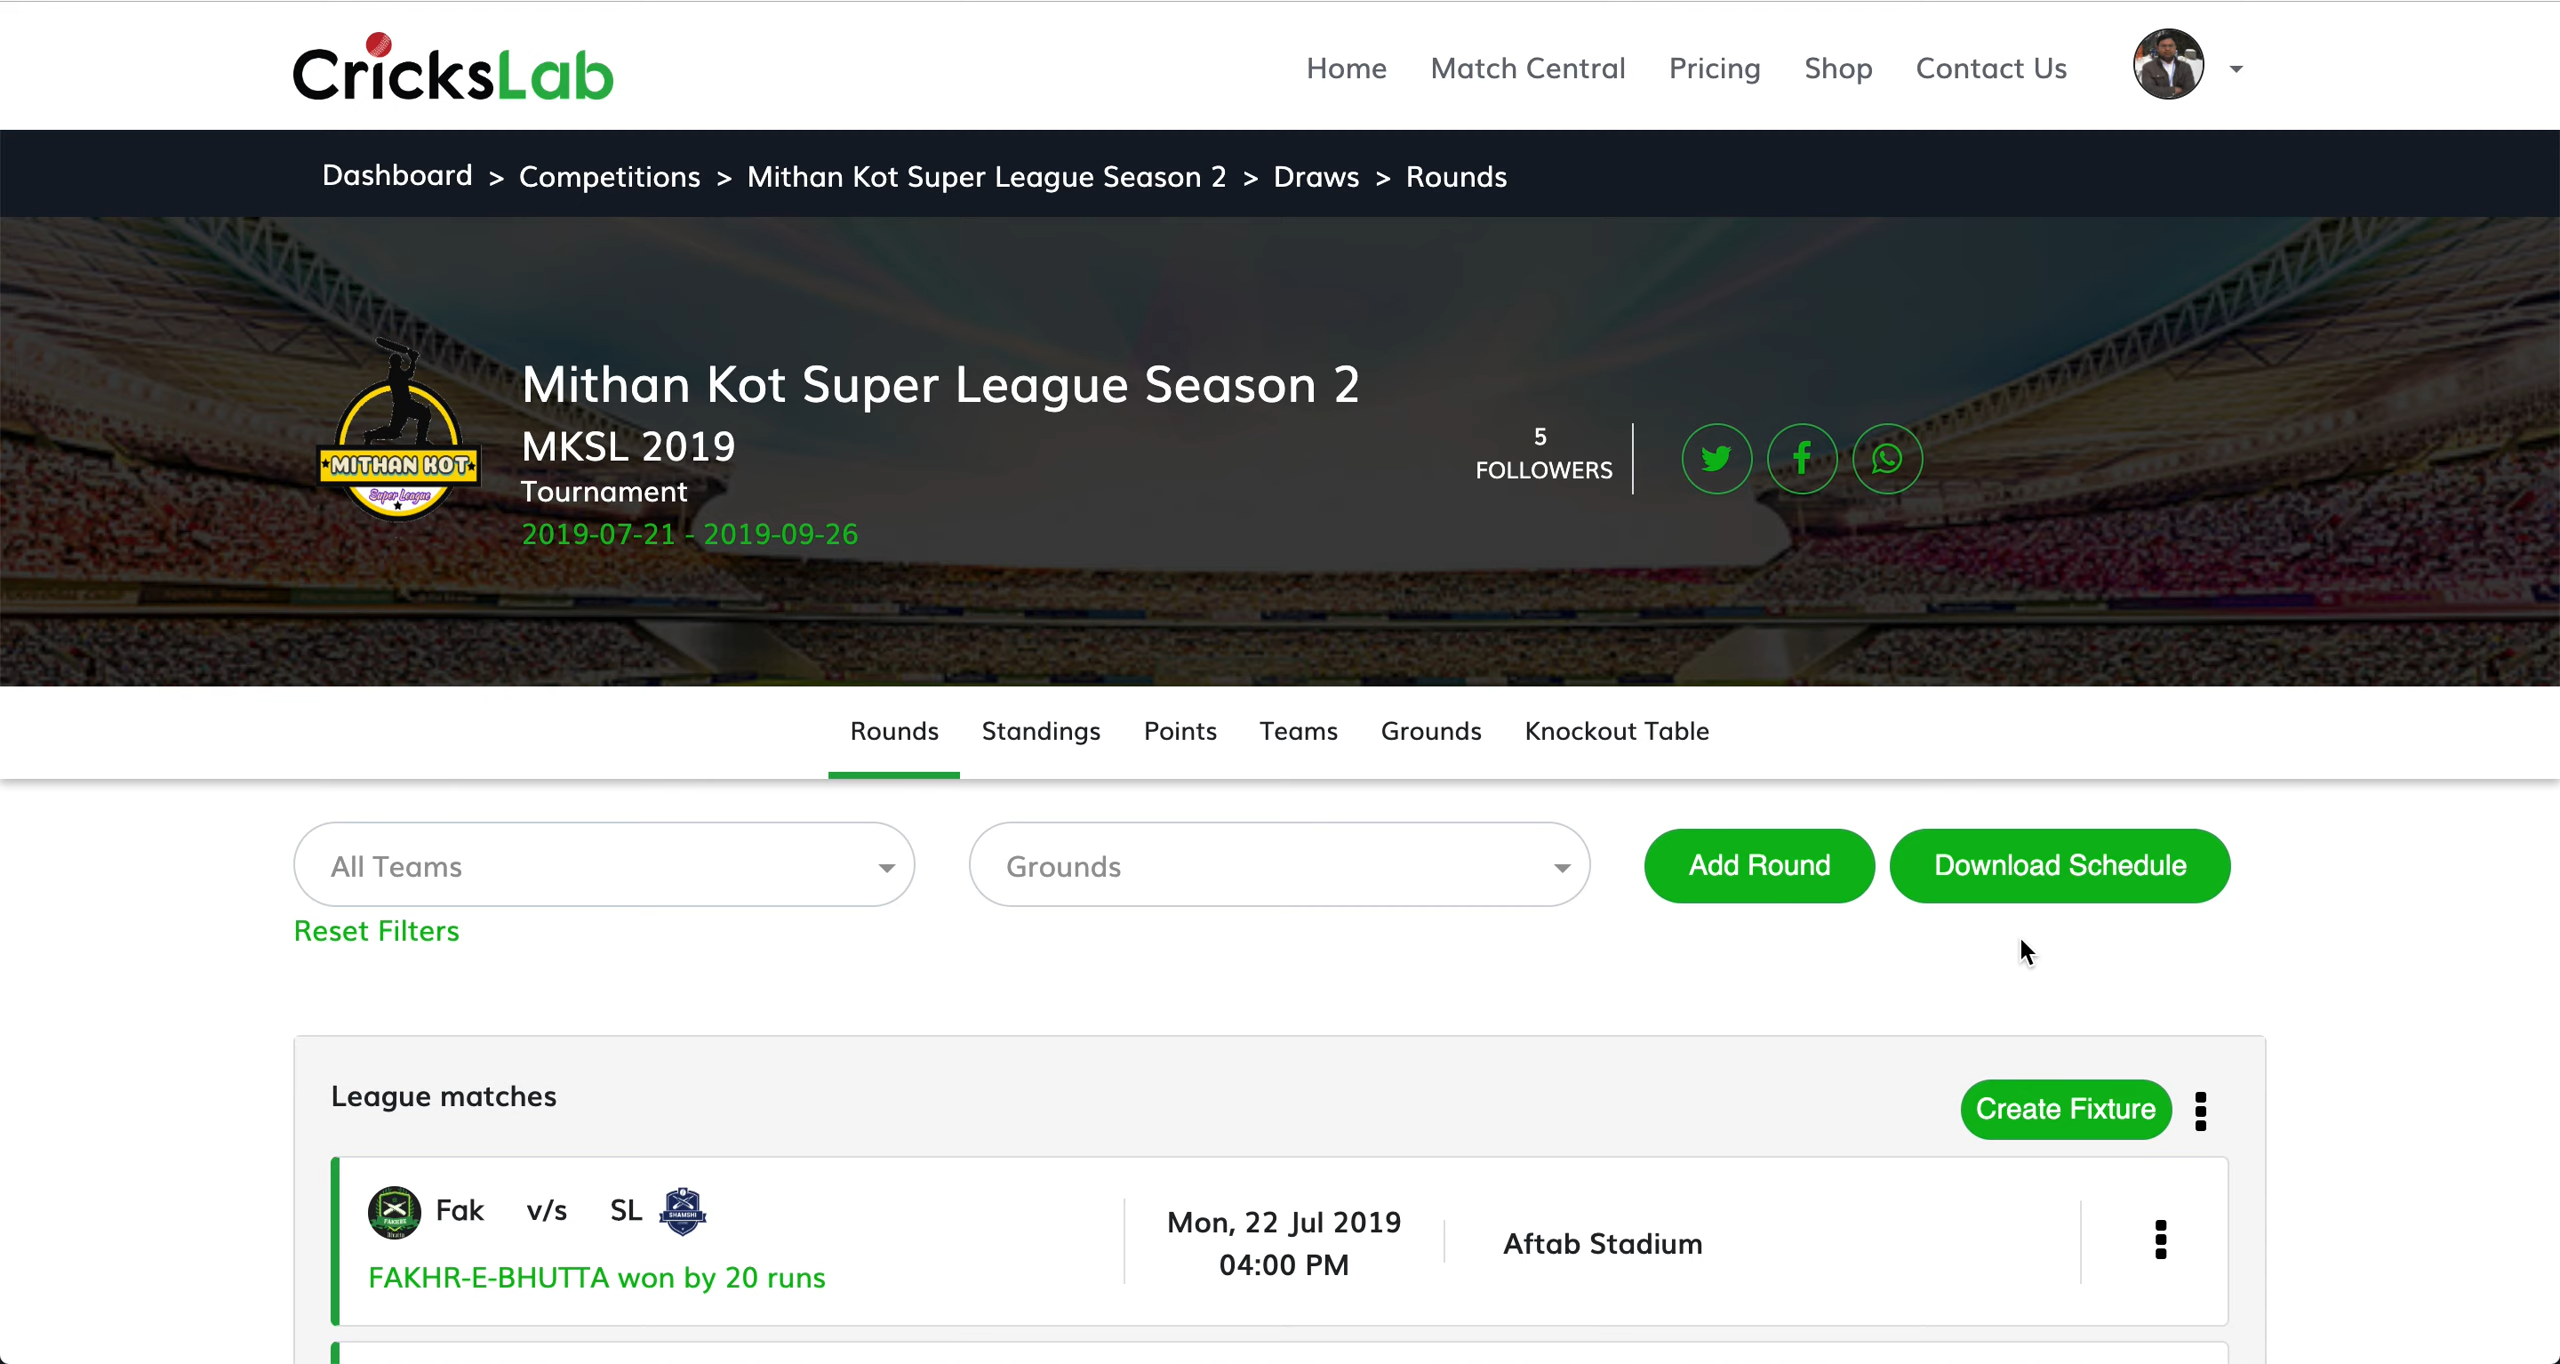 CricksLab
Home Match Central Pricing Shop Contact Us
Dashboard > Competitions > Mithan Kot Super League Season 2 > Draws > Rounds
Mithan Kot Super League Season 2
MKSL 2019
Tournament
2019-07-21 - 2019-09-26
MITHAN KOT
Super League
5
FOLLOWERS
Rounds Standings Points Teams Grounds Knockout Table
All Teams
Grounds
Add Round
Download Schedule
Reset Filters
League matches
Create Fixture
Fak v/s SL
SHAMSHI
FAKHR-E-BHUTTA won by 20 runs
Mon, 22 Jul 2019
04:00 PM
Aftab Stadium